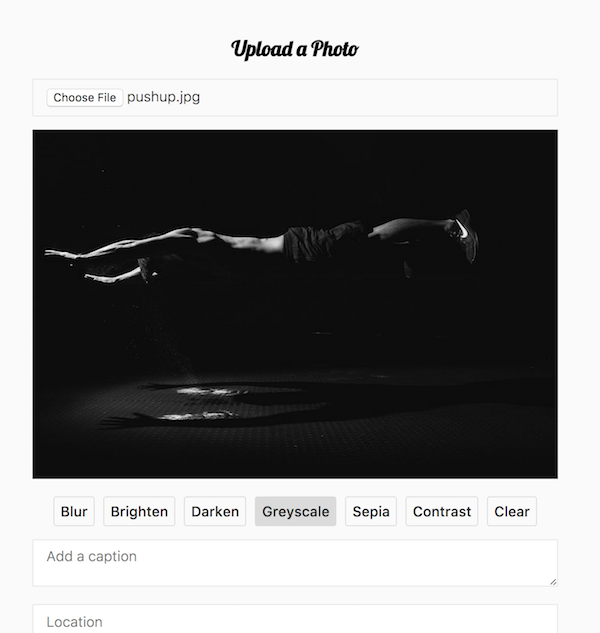 Upload a Photo
Choose File pushup.jpg
Blur Brighten Darken Greyscale Sepia Contrast Clear
Add a caption
Location